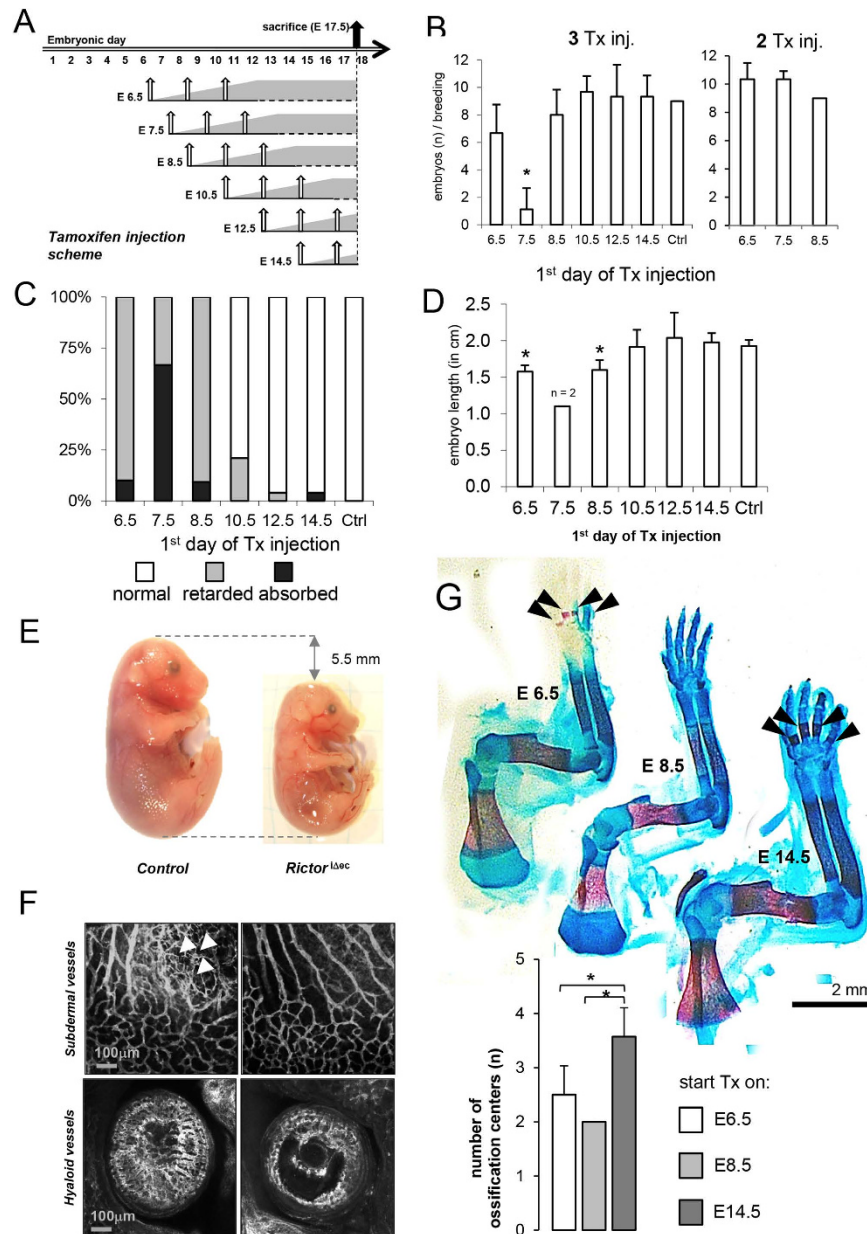 A
Embryonic day
sacrifice (E 17.5)
1 2 3 4 5 6 7 8 9 10 11 12 13 14 15 16 17 18
E 6.5
E 7.5
E 8.5
E 10.5
E 12.5
E 14.5
Tamoxifen injection
scheme
B
3 Tx inj.
2 Tx inj.
embryos (n) / breeding
12
10
8
6
4
2
0
*
6.5 7.5 8.5 10.5 12.5 14.5 Ctrl
12
10
8
6
4
2
0
6.5 7.5 8.5
1st day of Tx injection
C
100%
75%
50%
25%
0%
6.5 7.5 8.5 10.5 12.5 14.5 Ctrl
1st day of Tx injection
normal retarded absorbed
D
embryo length (in cm)
2.5
2.0
1.5
1.0
0.5
0.0
* n = 2 *
6.5 7.5 8.5 10.5 12.5 14.5 Ctrl
1st day of Tx injection
E
5.5 mm
Control
Rictor iΔec
F
Subdermal vessels
100µm
Hyaloid vessels
100µm
G
E 6.5
E 8.5
E 14.5
2 mm
number of
ossification centers (n)
5
4
3
2
1
0
*
*
start Tx on:
E6.5
E8.5
E14.5